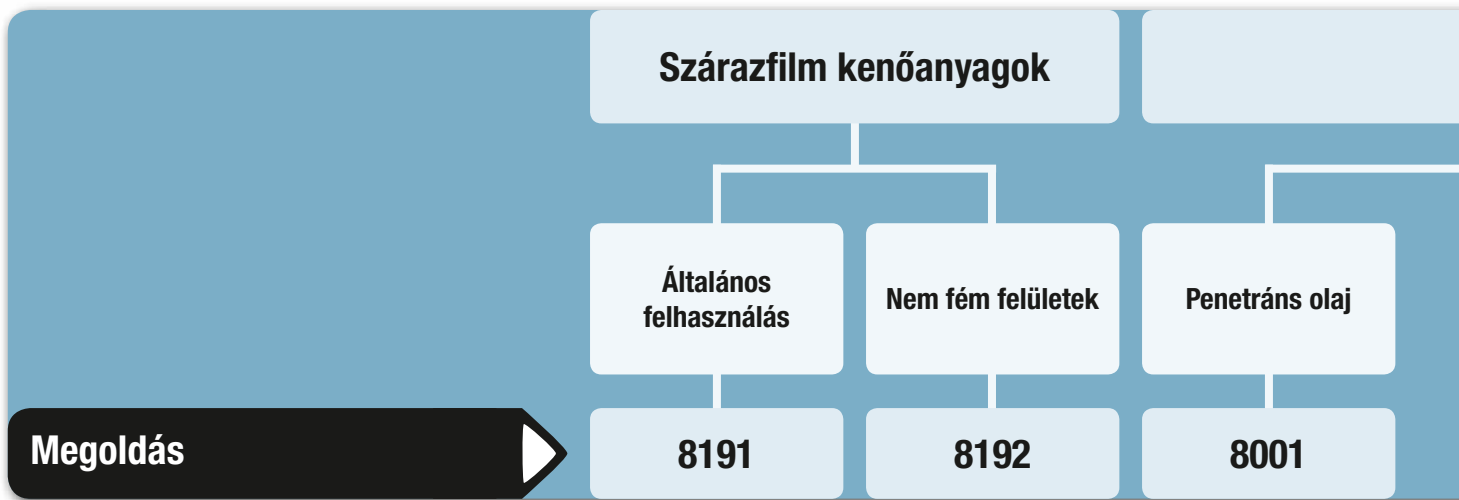 Szárazfilm kenőanyagok
Általános
felhasználás
Nem fém felületek
Penetráns olaj
Megoldás
8191
8192
8001